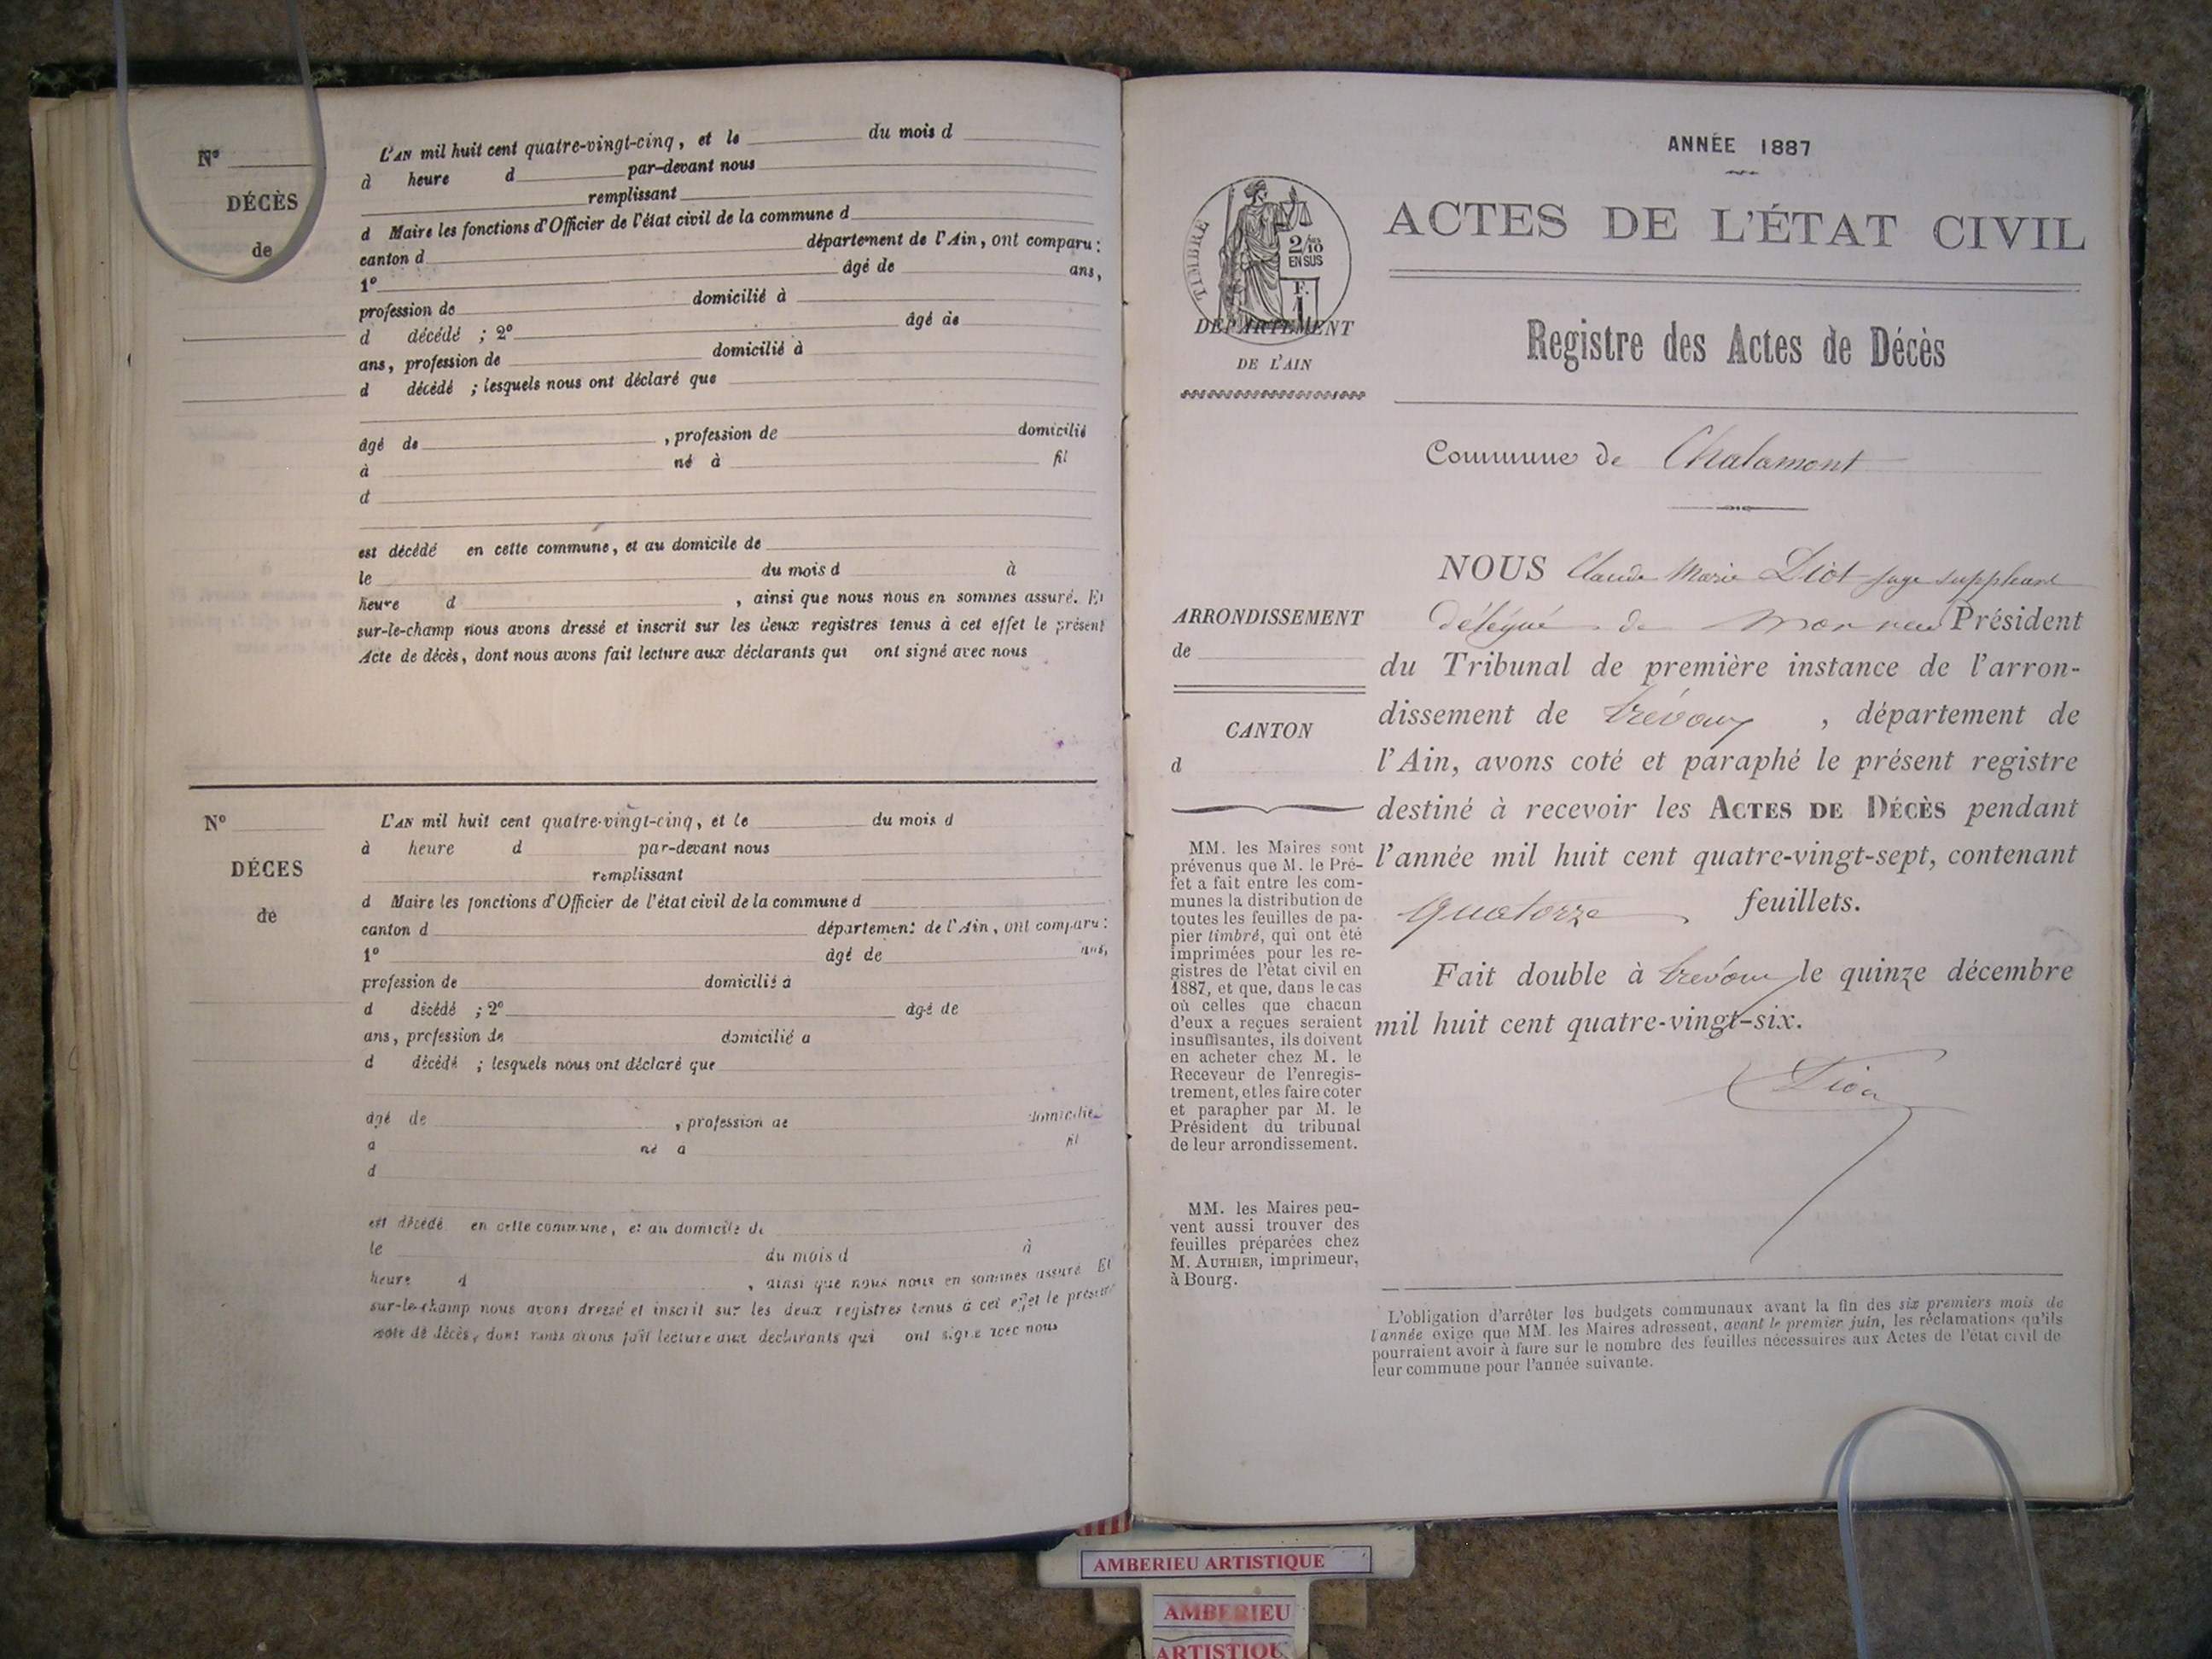 N°
DÉCÈS
de
L'AN mil huit cent quatre-vingt-cinq, et le du mois d
à heure d par-devant nous
remplissant
d Maire les fonctions d'Officier de l'état civil de la commune d
canton d département de l'Ain, ont comparu :
1° âgé de ans,
profession de domicilié à
d décédé ; 2° âgé de
ans, profession de domicilié à
d décédé ; lesquels nous ont déclaré que
âgé de , profession de domicilié
à né à fil
d
est décédé en cette commune, et au domicile de
le du mois d à
heure d , ainsi que nous nous en sommes assuré. Et
sur-le-champ nous avons dressé et inscrit sur les deux registres tenus à cet effet le présent
Acte de décès, dont nous avons fait lecture aux déclarants qui ont signé avec nous
N°
DÉCES
de
L'AN mil huit cent quatre-vingt-cinq, et le du mois d
à heure d par-devant nous
remplissant
d Maire les fonctions d'Officier de l'état civil de la commune d
canton d département de l'Ain, ont comparu :
1° âgé de ans,
profession de domicilié à
d décédé ; 2° âgé de
ans, profession de domicilié a
d décédé ; lesquels nous ont déclaré que
âgé de , profession de domicilié
a né a fil
d
est décédé en cette commune, et au domicile de
le du mois d à
heure d , ainsi que nous nous en sommes assuré. Et
sur-le-champ nous avons dressé et inscrit sur les deux registres tenus à cet effet le présent
Acte de décès, dont nous avons fait lecture aux déclarants qui ont signé avec nous
ANNÉE 1887
ACTES DE L'ÉTAT CIVIL
TIMBRE
2/10
EN SUS
F.
1
DÉPARTEMENT
DE L'AIN
Registre des Actes de Décès
Commune de Chalamont
ARRONDISSEMENT
de
CANTON
d
MM. les Maires sont
prévenus que M. le Pré-
fet a fait entre les com-
munes la distribution de
toutes les feuilles de pa-
pier timbré, qui ont été
imprimées pour les re-
gistres de l'état civil en
1887, et que, dans le cas
où celles que chacun
d'eux a reçues seraient
insuffisantes, ils doivent
en acheter chez M. le
Receveur de l'enregis-
trement, et les faire coter
et parapher par M. le
Président du tribunal
de leur arrondissement.
MM. les Maires peu-
vent aussi trouver des
feuilles préparées chez
M. AUTHIER, imprimeur,
à Bourg.
NOUS Claude Marie juge suppléant
délégué de Président
du Tribunal de première instance de l'arron-
dissement de trévoux , département de
l'Ain, avons coté et paraphé le présent registre
destiné à recevoir les ACTES DE DÉCÈS pendant
l'année mil huit cent quatre-vingt-sept, contenant
quatorze feuillets.
Fait double à trévoux le quinze décembre
mil huit cent quatre-vingt-six.
L'obligation d'arrêter les budgets communaux avant la fin des six premiers mois de
l'année exige que MM. les Maires adressent, avant le premier juin, les réclamations qu'ils
pourraient avoir à faire sur le nombre des feuilles nécessaires aux Actes de l'état civil de
leur commune pour l'année suivante.
AMBERIEU ARTISTIQUE
AMBERIEU
ARTISTIQU